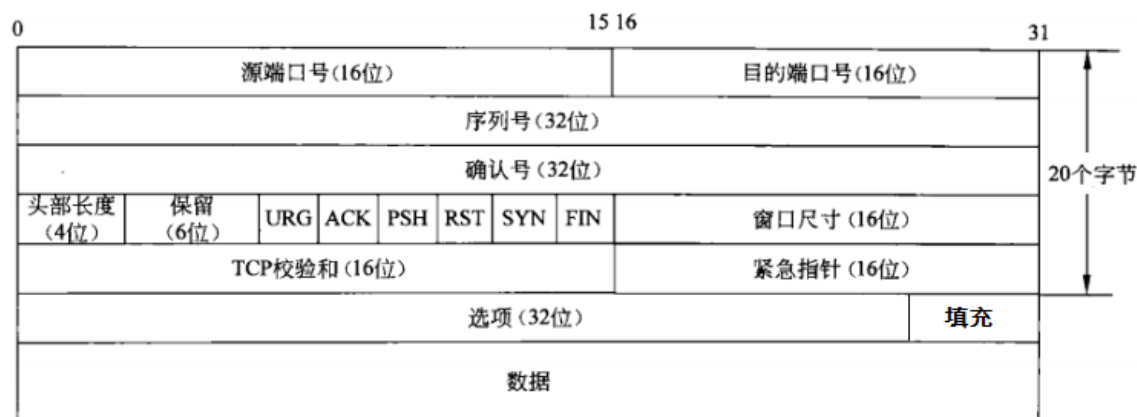 0 15 16 31
源端口号(16位) 目的端口号(16位)
序列号(32位)
确认号(32位)
20个字节
头部长度 保留 URG ACK PSH RST SYN FIN 窗口尺寸(16位)
(4位) (6位)
TCP校验和(16位) 紧急指针(16位)
选项(32位) 填充
数据